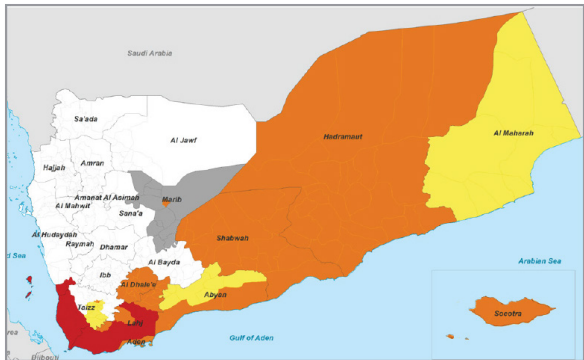 Saudi Arabia
Sa'ada
Al Jawf
Hadramaut
Al Maharah
Hajjah
Amran
Marib
Amanat Al Asimah
Al Mahwit
Sana'a
Al Hudaydah
Raymah
Dhamar
Shabwah
d Sea
Al Bayda
Arabian Sea
Ibb
Al Dhale'e
Abyan
Taizz
Lahj
Socotra
Aden
rea
Gulf of Aden
Djibouti